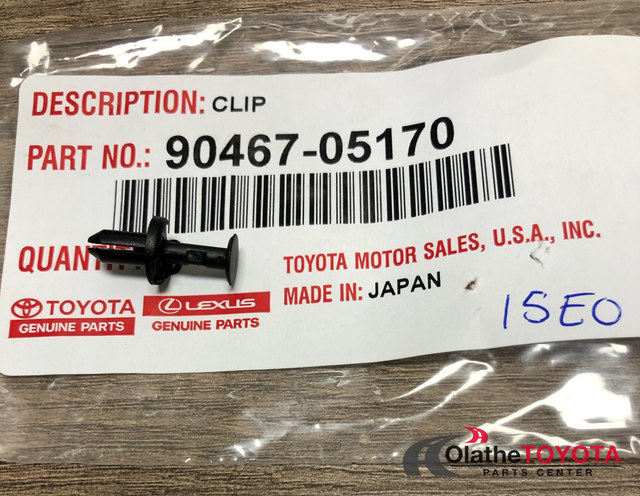 DESCRIPTION: CLIP
PART NO.: 90467-05170
TOYOTA MOTOR SALES, U.S.A., INC.
MADE IN: JAPAN
TOYOTA
GENUINE PARTS
LEXUS
GENUINE PARTS
15E0
OlatheTOYOTA
PARTS CENTER